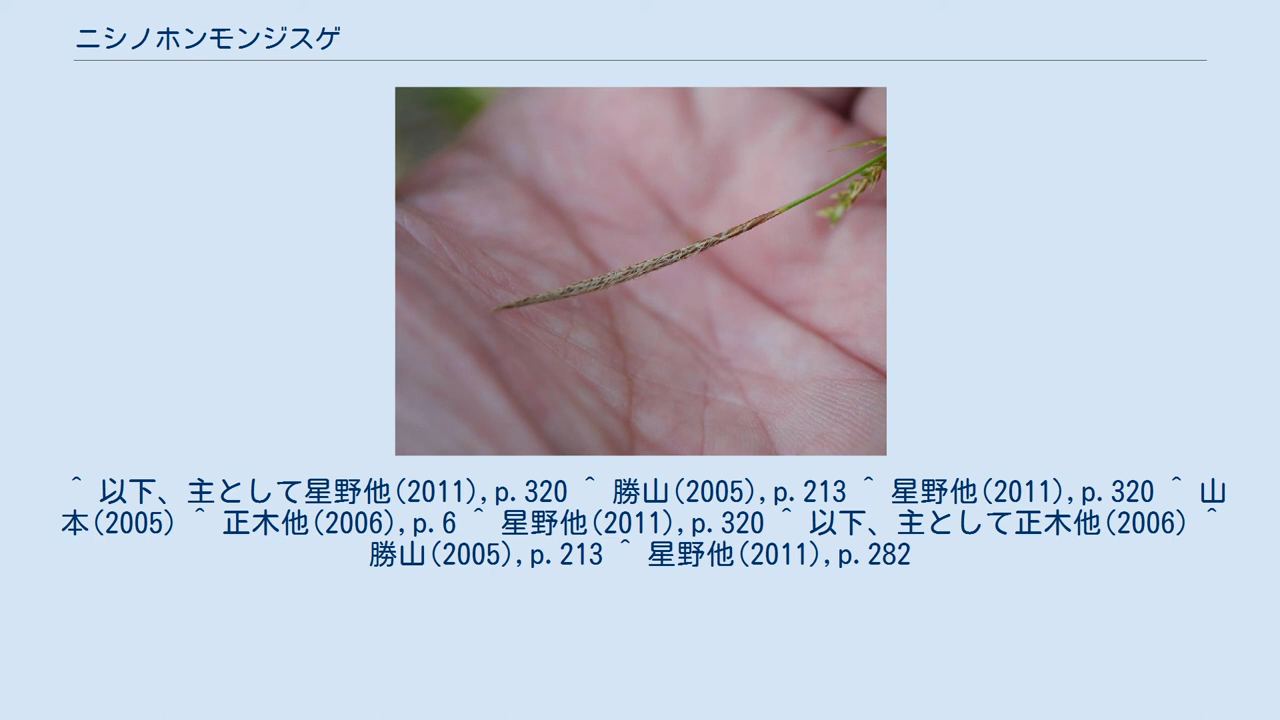 ニシノホンモンジスゲ
^ 以下、主として星野他(2011),p.320 ^ 勝山(2005),p.213 ^ 星野他(2011),p.320 ^ 山
本(2005) ^ 正木他(2006),p.6 ^ 星野他(2011),p.320 ^ 以下、主として正木他(2006) ^
勝山(2005),p.213 ^ 星野他(2011),p.282